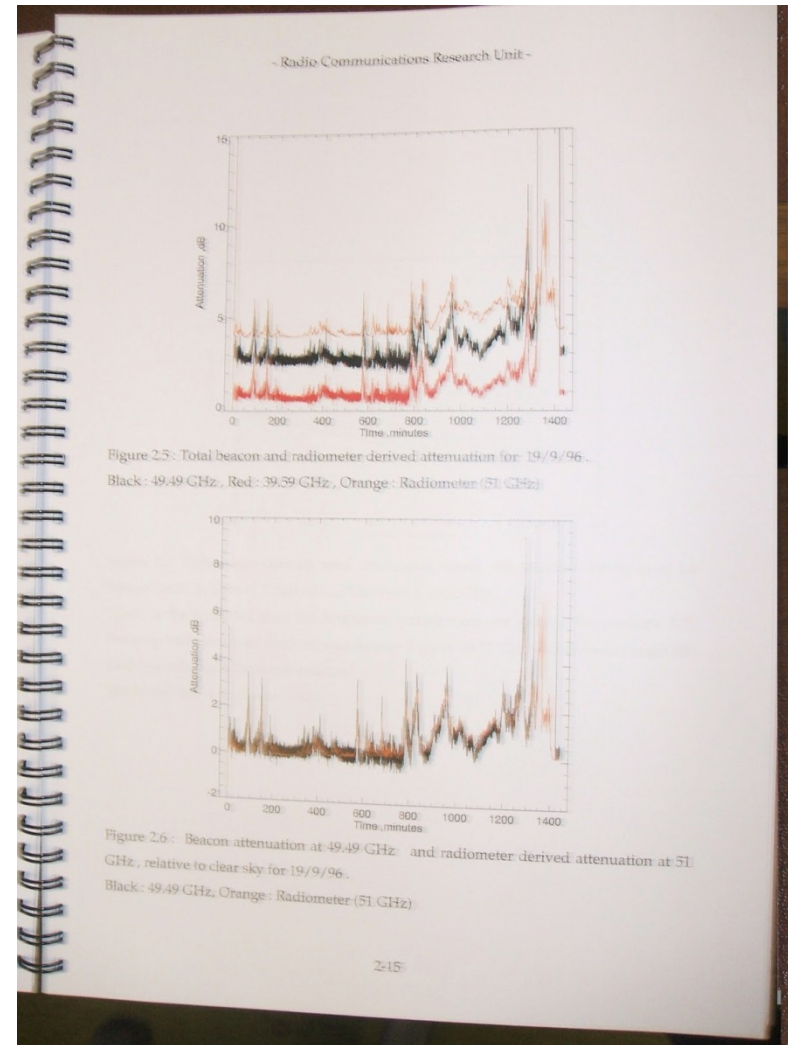 - Radio Communications Research Unit -
15
10
5
0
Attenuation ,dB
0 200 400 600 800 1000 1200 1400
Time ,minutes
Figure 2.5 : Total beacon and radiometer derived attenuation for 19/9/96 .
Black : 49.49 GHz , Red : 39.59 GHz , Orange : Radiometer (51 GHz)
10
8
6
4
2
0
-2
Attenuation ,dB
0 200 400 600 800 1000 1200 1400
Time ,minutes
Figure 2.6 : Beacon attenuation at 49.49 GHz and radiometer derived attenuation at 51
GHz , relative to clear sky for 19/9/96 .
Black : 49.49 GHz; Orange : Radiometer (51 GHz)
2-15